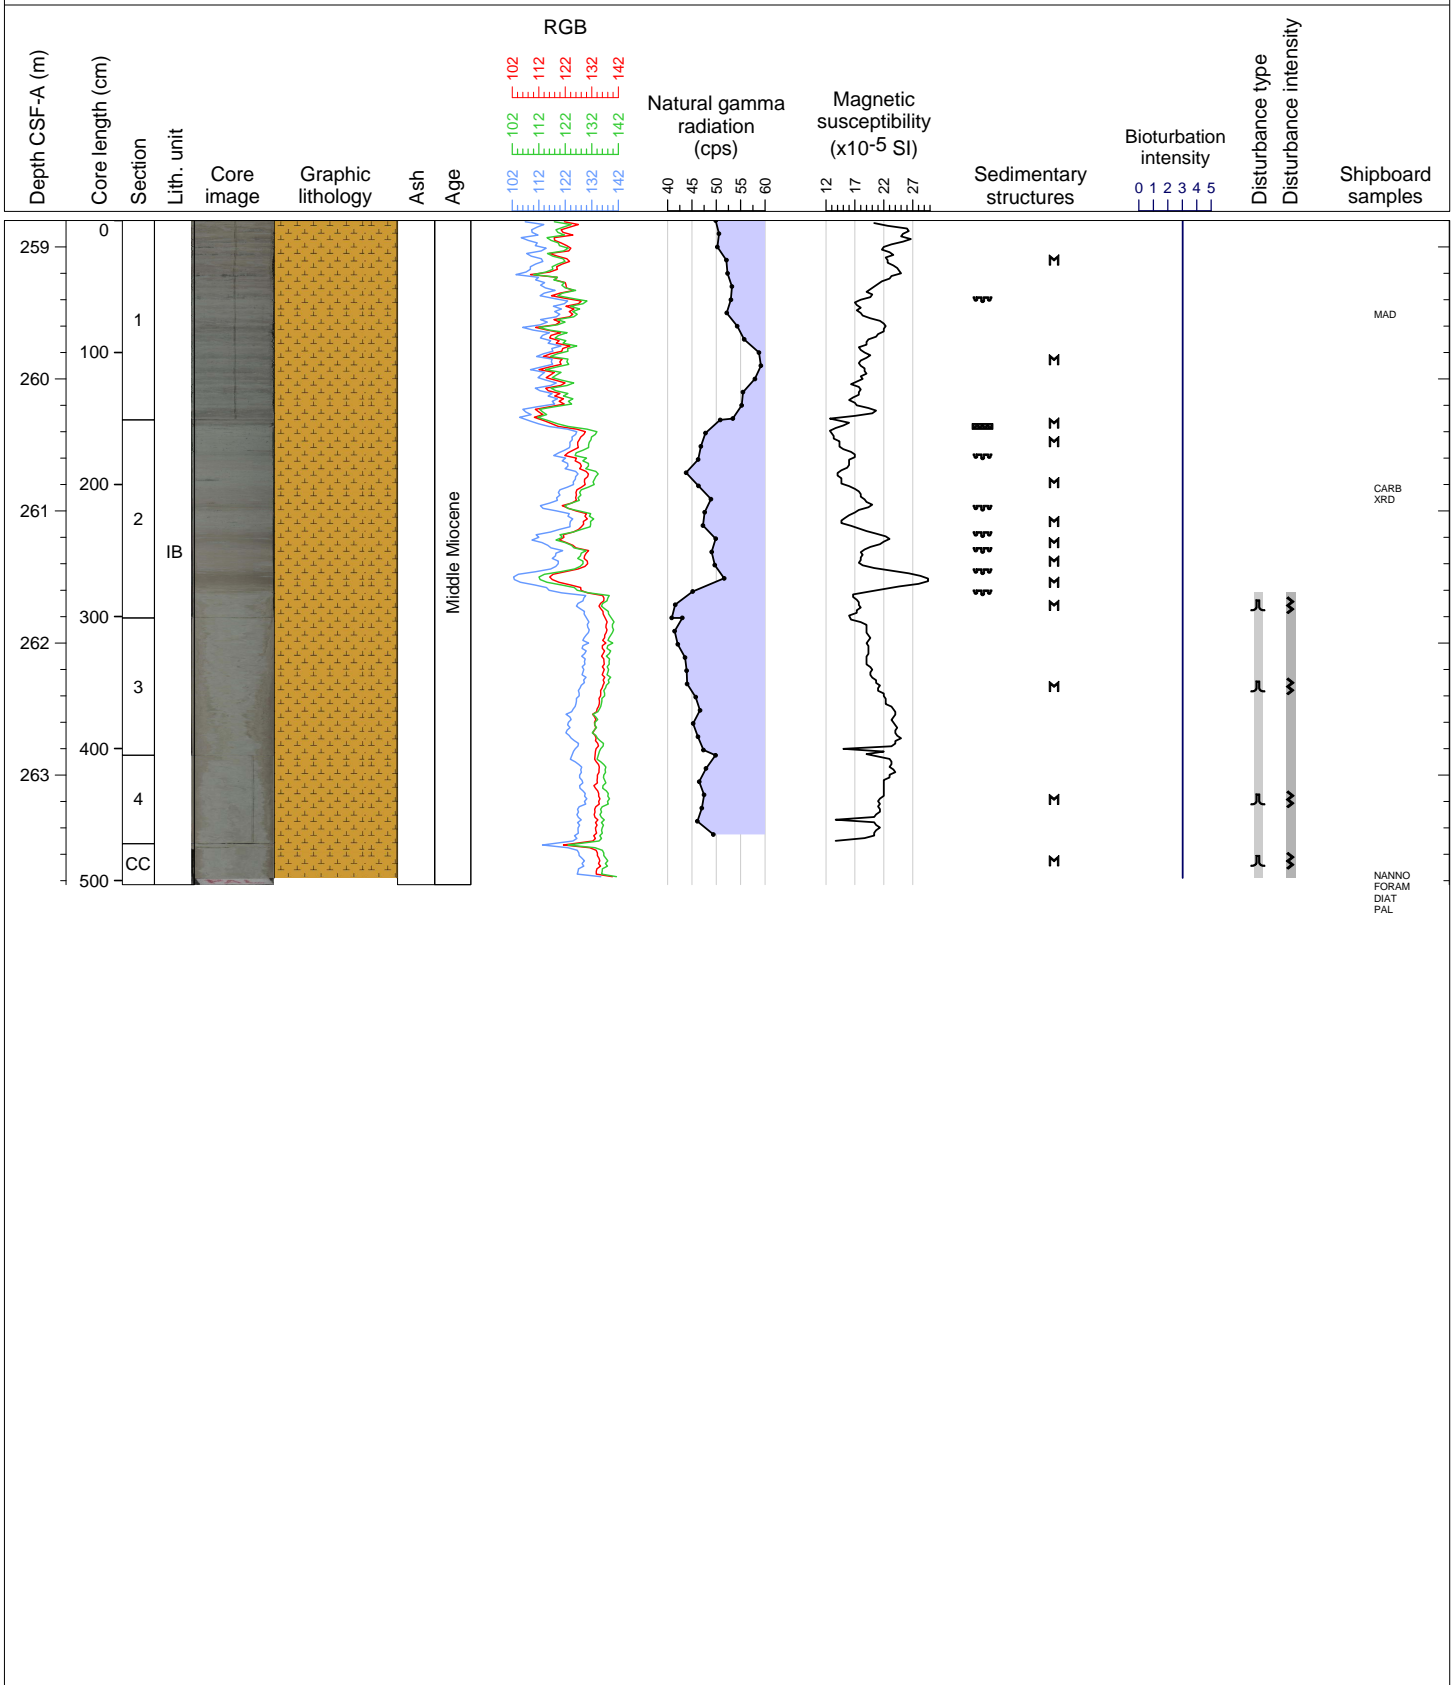 RGB
102 112 122 132 142
102 112 122 132 142
102 112 122 132 142
Depth CSF-A (m)
Core length (cm)
Section
Lith. unit
Core
image
Graphic
lithology
Ash
Age
Natural gamma
radiation
(cps)
40 45 50 55 60
Magnetic
susceptibility
(x10-5 SI)
12 17 22 27
Sedimentary
structures
Bioturbation
intensity
0 1 2 3 4 5
Disturbance type
Disturbance intensity
Shipboard
samples
0
259
M
1
MAD
100
M
260
M
M
Middle Miocene
200
M
CARB
XRD
261
2
M
IB
M
M
M
300
M
262
3
M
400
263
4
M
CC
M
500
NANNO
FORAM
DIAT
PAL